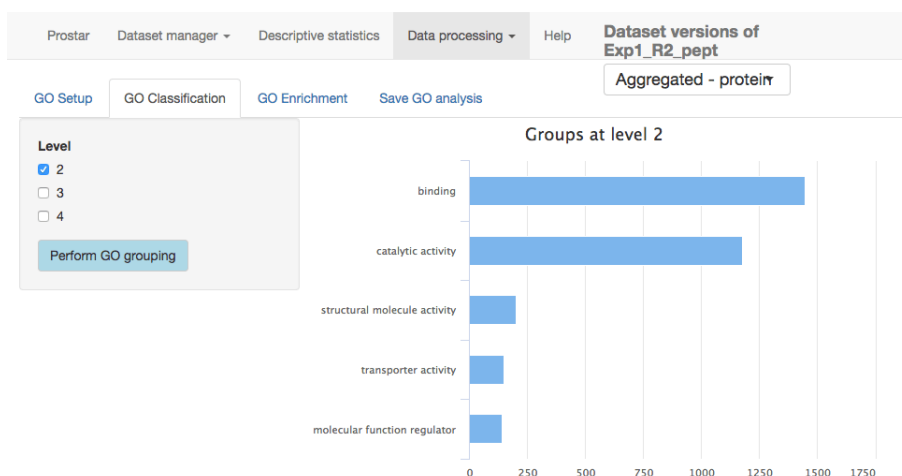 Prostar Dataset manager Descriptive statistics Data processing Help Dataset versions of
Exp1_R2_pept
Aggregated - protein
GO Setup GO Classification GO Enrichment Save GO analysis
Level
2
3
4
Perform GO grouping
Groups at level 2
binding
catalytic activity
structural molecule activity
transporter activity
molecular function regulator
0 250 500 750 1000 1250 1500 1750